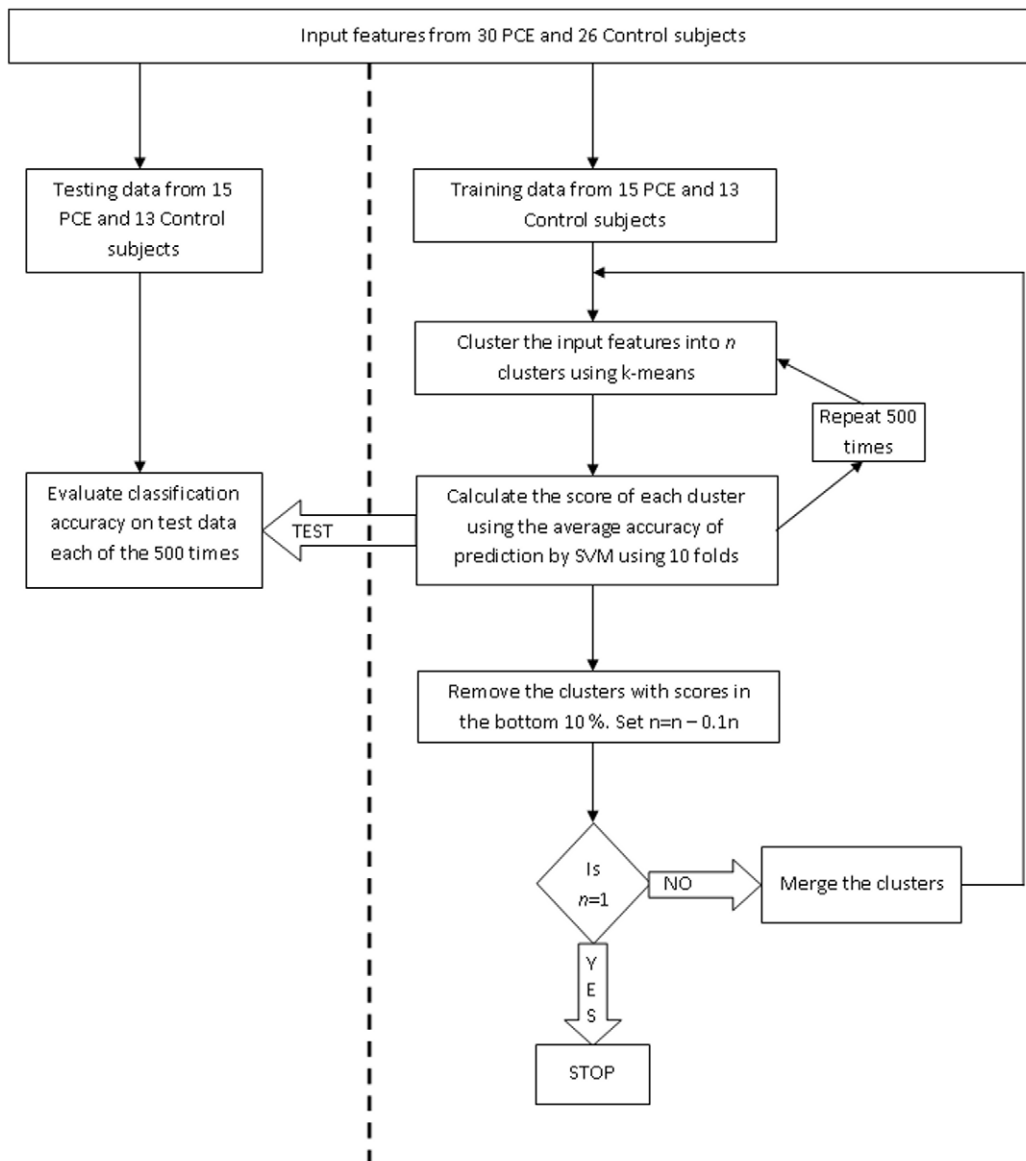 Input features from 30 PCE and 26 Control subjects
Testing data from 15
PCE and 13 Control
subjects
Training data from 15 PCE and 13
Control subjects
Cluster the input features into n
clusters using k-means
Repeat 500
times
Evaluate classification
accuracy on test data
each of the 500 times
TEST
Calculate the score of each cluster
using the average accuracy of
prediction by SVM using 10 folds
Remove the clusters with scores in
the bottom 10 %. Set n=n – 0.1n
Is
n=1
NO
Merge the clusters
Y
E
S
STOP